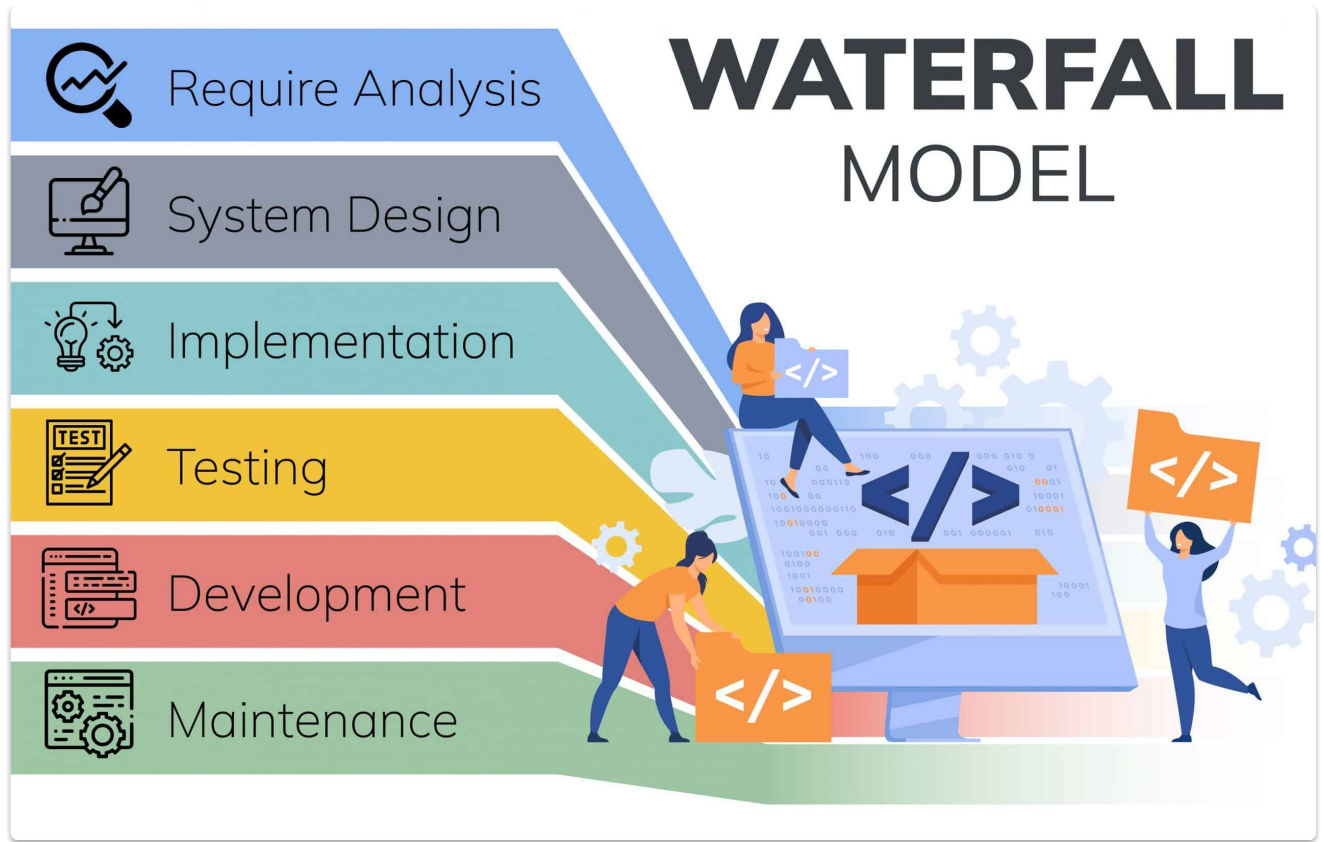 WATERFALL
MODEL
Require Analysis
System Design
Implementation
TEST
Testing
Development
</>
Maintenance
</>
</>
</>
</>